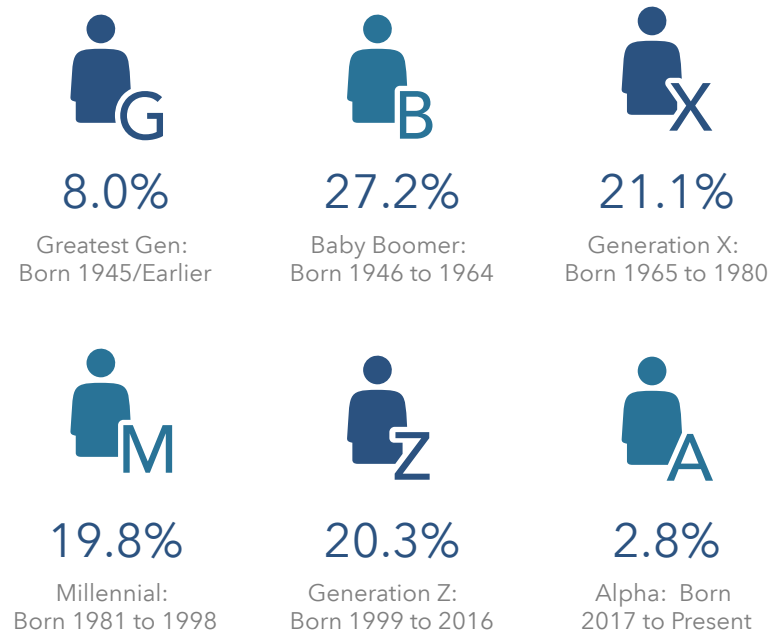 G
8.0%
Greatest Gen:
Born 1945/Earlier
B
27.2%
Baby Boomer:
Born 1946 to 1964
X
21.1%
Generation X:
Born 1965 to 1980
M
19.8%
Millennial:
Born 1981 to 1998
Z
20.3%
Generation Z:
Born 1999 to 2016
A
2.8%
Alpha:  Born
2017 to Present